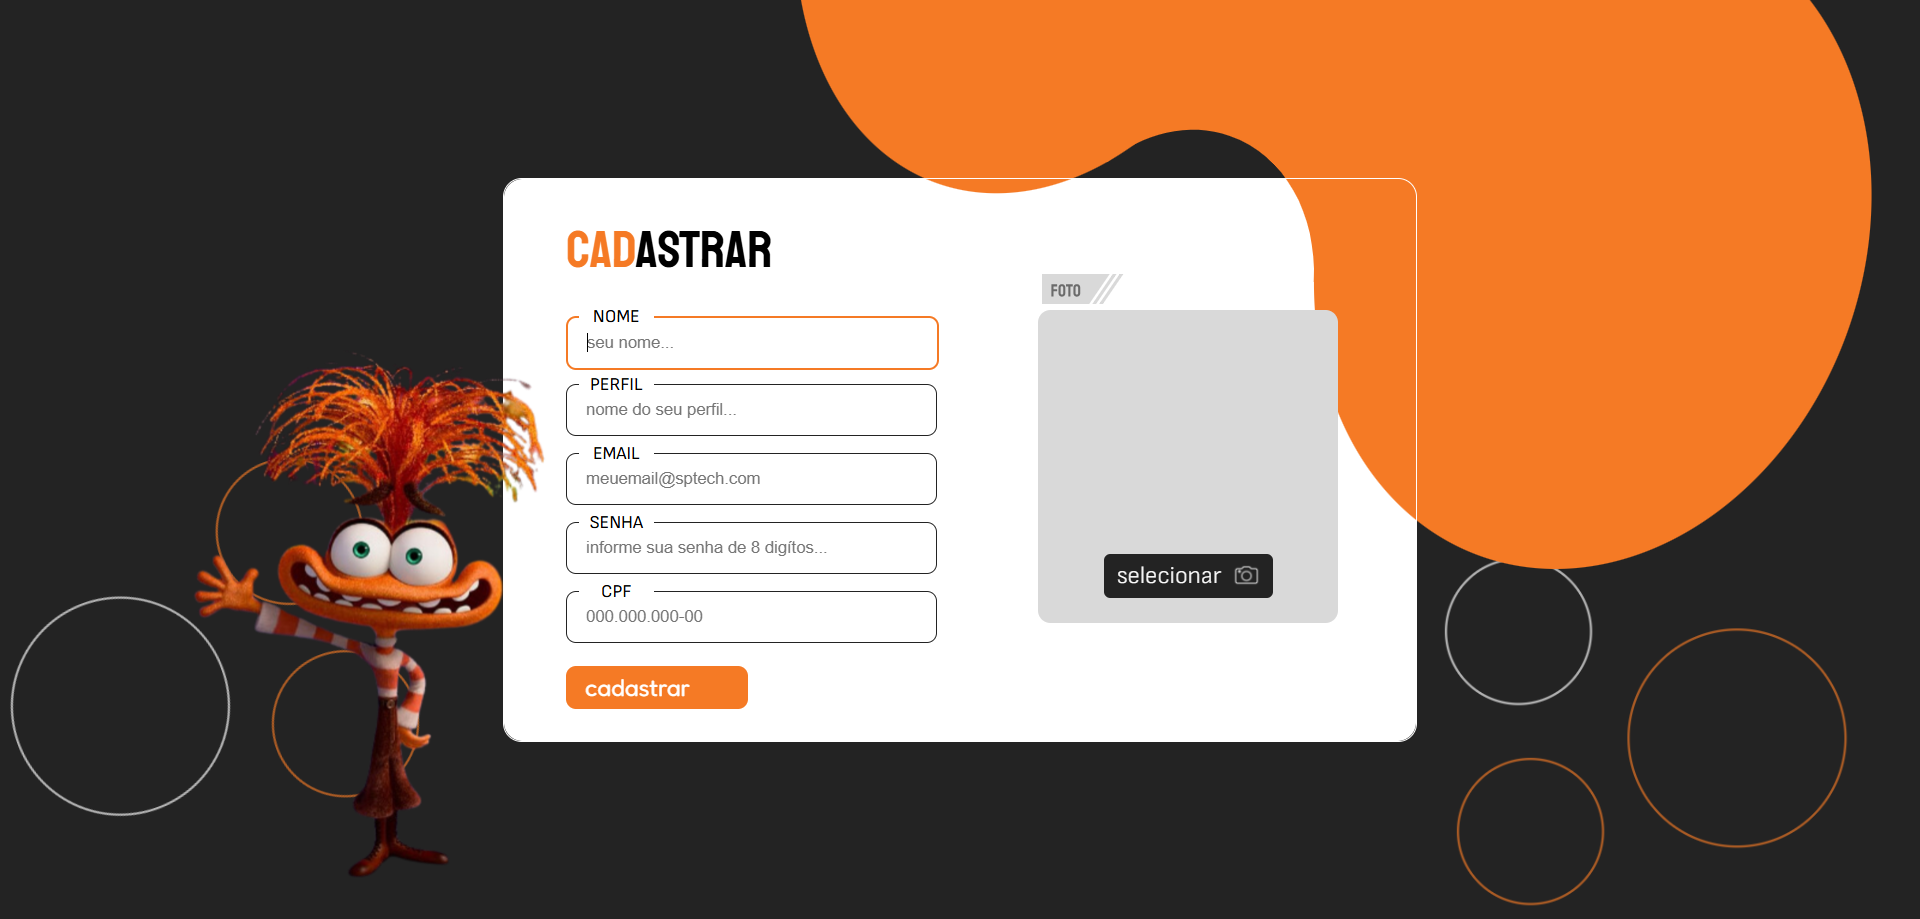 CADASTRAR
FOTO
NOME
seu nome...
PERFIL
nome do seu perfil...
EMAIL
meuemail@sptech.com
SENHA
informe sua senha de 8 digítos...
selecionar
CPF
000.000.000-00
cadastrar